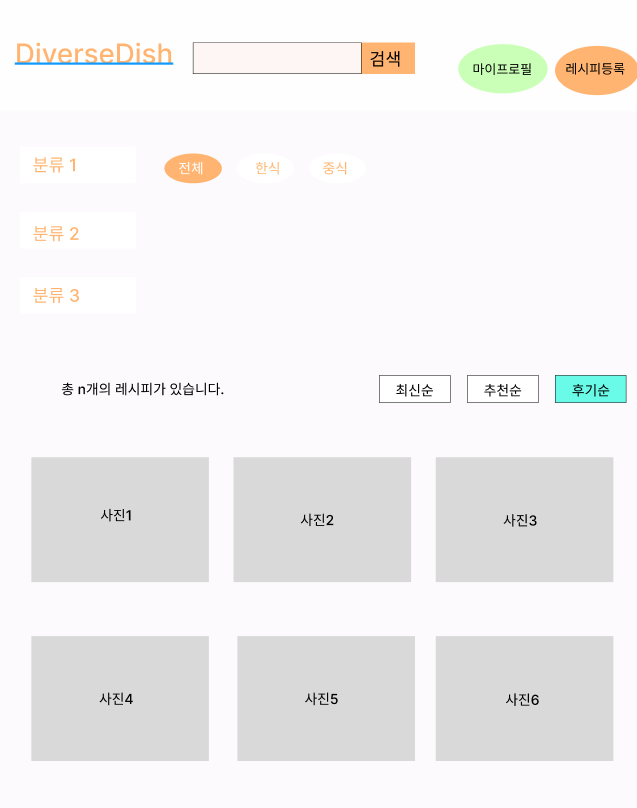 DiverseDish
검색
마이프로필
레시피등록
분류 1
전체
한식
중식
분류 2
분류 3
총 n개의 레시피가 있습니다.
최신순
추천순
후기순
사진1
사진2
사진3
사진4
사진5
사진6